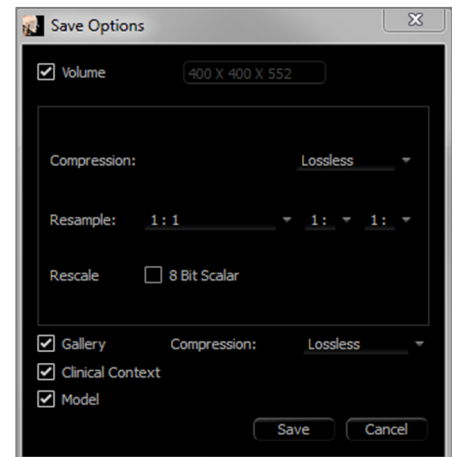 Save Options
Volume 400 X 400 X 552
Compression: Lossless
Resample: 1 : 1 1 : 1 :
Rescale 8 Bit Scalar
Gallery Compression: Lossless
Clinical Context
Model
Save Cancel